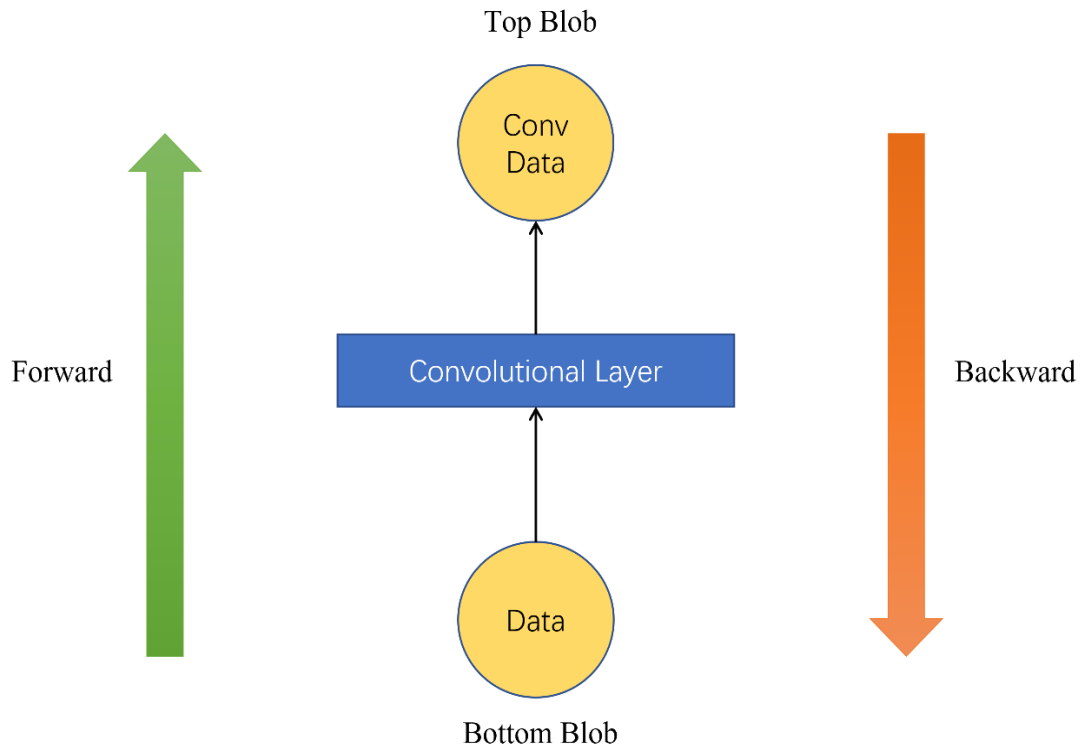 Top Blob
Conv
Data
Forward
Convolutional Layer
Backward
Data
Bottom Blob